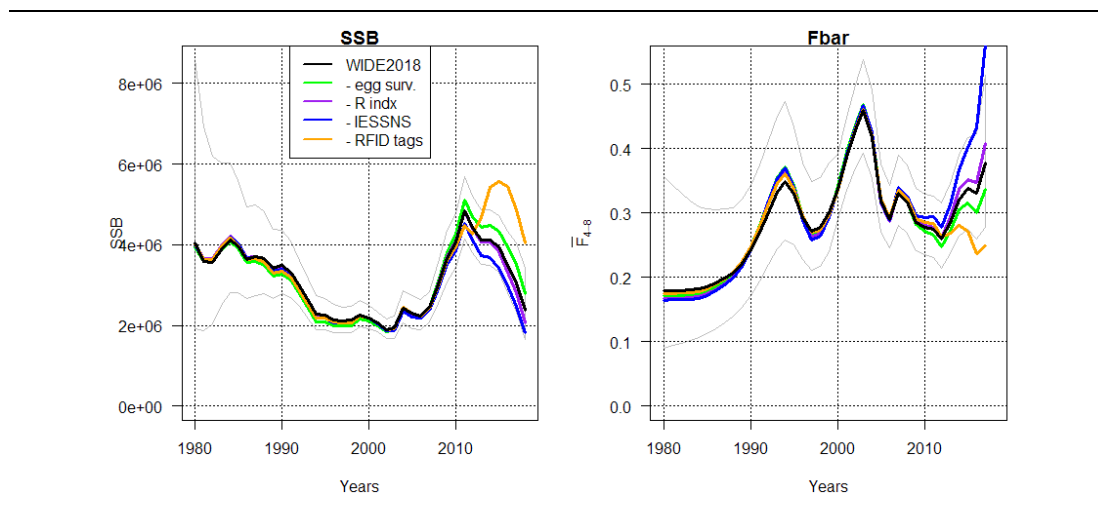 SSB
SSB
8e+06
6e+06
4e+06
2e+06
0e+00
1980 1990 2000 2010
Years
WIDE2018
- egg surv.
- R indx
- IESSNS
- RFID tags
Fbar
F̅4-8
0.5
0.4
0.3
0.2
0.1
0.0
1980 1990 2000 2010
Years